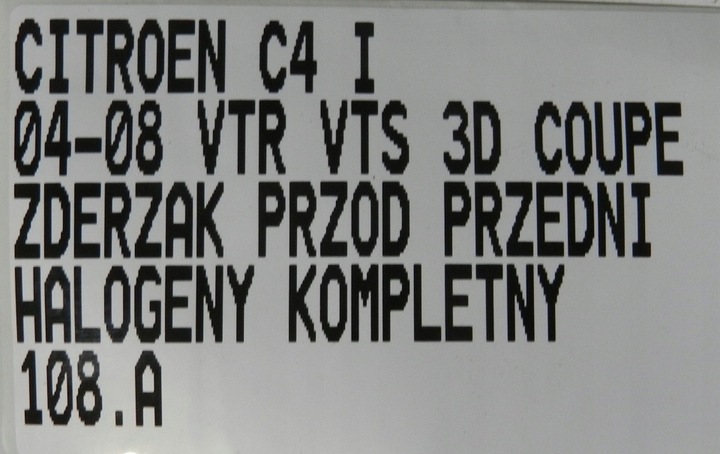 CITROEN C4 I
04-08 VTR VTS 3D COUPE
ZDERZAK PRZOD PRZEDNI
HALOGENY KOMPLETNY
108.A